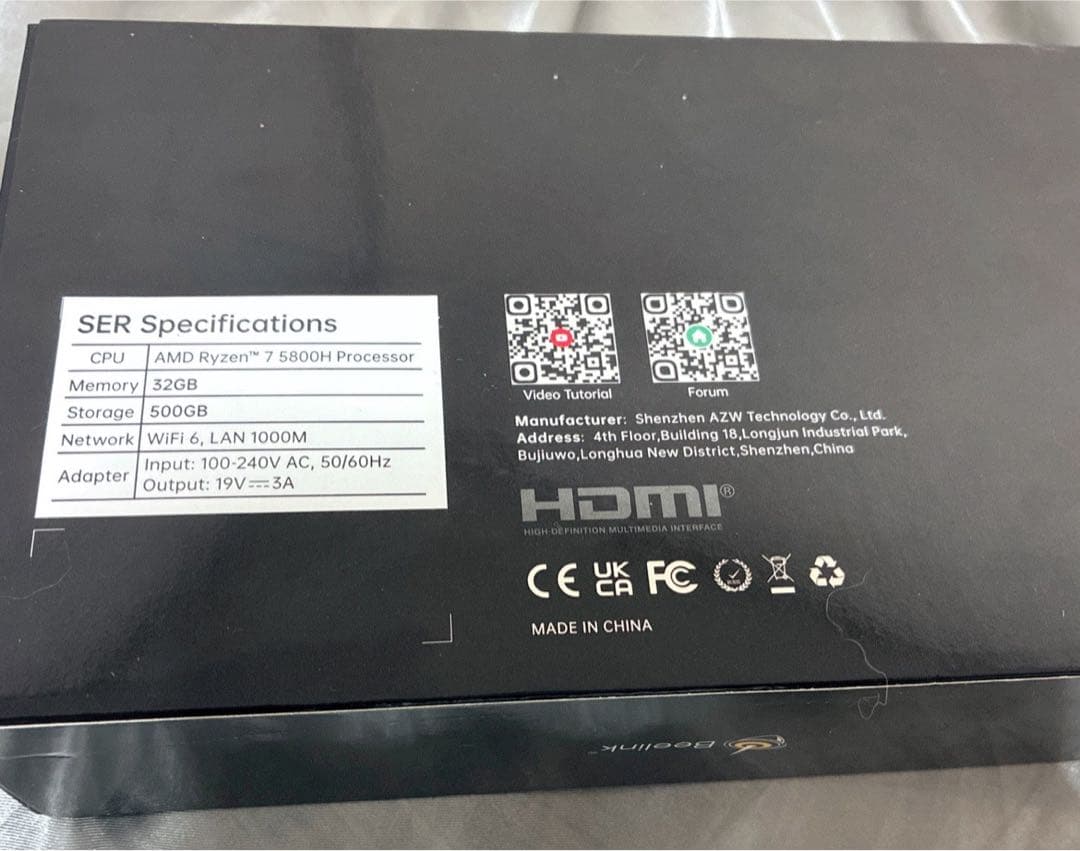 SER Specifications
CPU AMD Ryzen™ 7 5800H Processor
Memory 32GB
Storage 500GB
Network WiFi 6, LAN 1000M
Adapter Input: 100-240V AC, 50/60Hz
Output: 19V⎓3A
Video Tutorial
Forum
Manufacturer: Shenzhen AZW Technology Co., Ltd.
Address: 4th Floor,Building 18,Longjun Industrial Park,
Bujiuwo,Longhua New District,Shenzhen,China
HDMI®
HIGH-DEFINITION MULTIMEDIA INTERFACE
CE UK CA FC
MADE IN CHINA
Beelink™